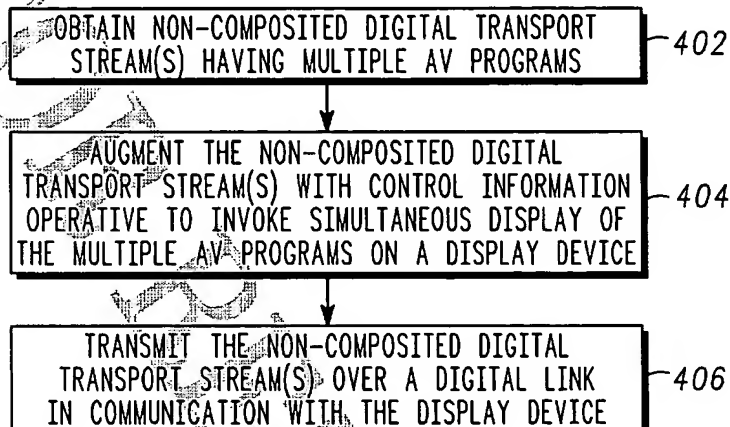 OBTAIN NON-COMPOSITED DIGITAL TRANSPORT
STREAM(S) HAVING MULTIPLE AV PROGRAMS
402
AUGMENT THE NON-COMPOSITED DIGITAL
TRANSPORT STREAM(S) WITH CONTROL INFORMATION
OPERATIVE TO INVOKE SIMULTANEOUS DISPLAY OF
THE MULTIPLE AV PROGRAMS ON A DISPLAY DEVICE
404
TRANSMIT THE NON-COMPOSITED DIGITAL
TRANSPORT STREAM(S) OVER A DIGITAL LINK
IN COMMUNICATION WITH THE DISPLAY DEVICE
406